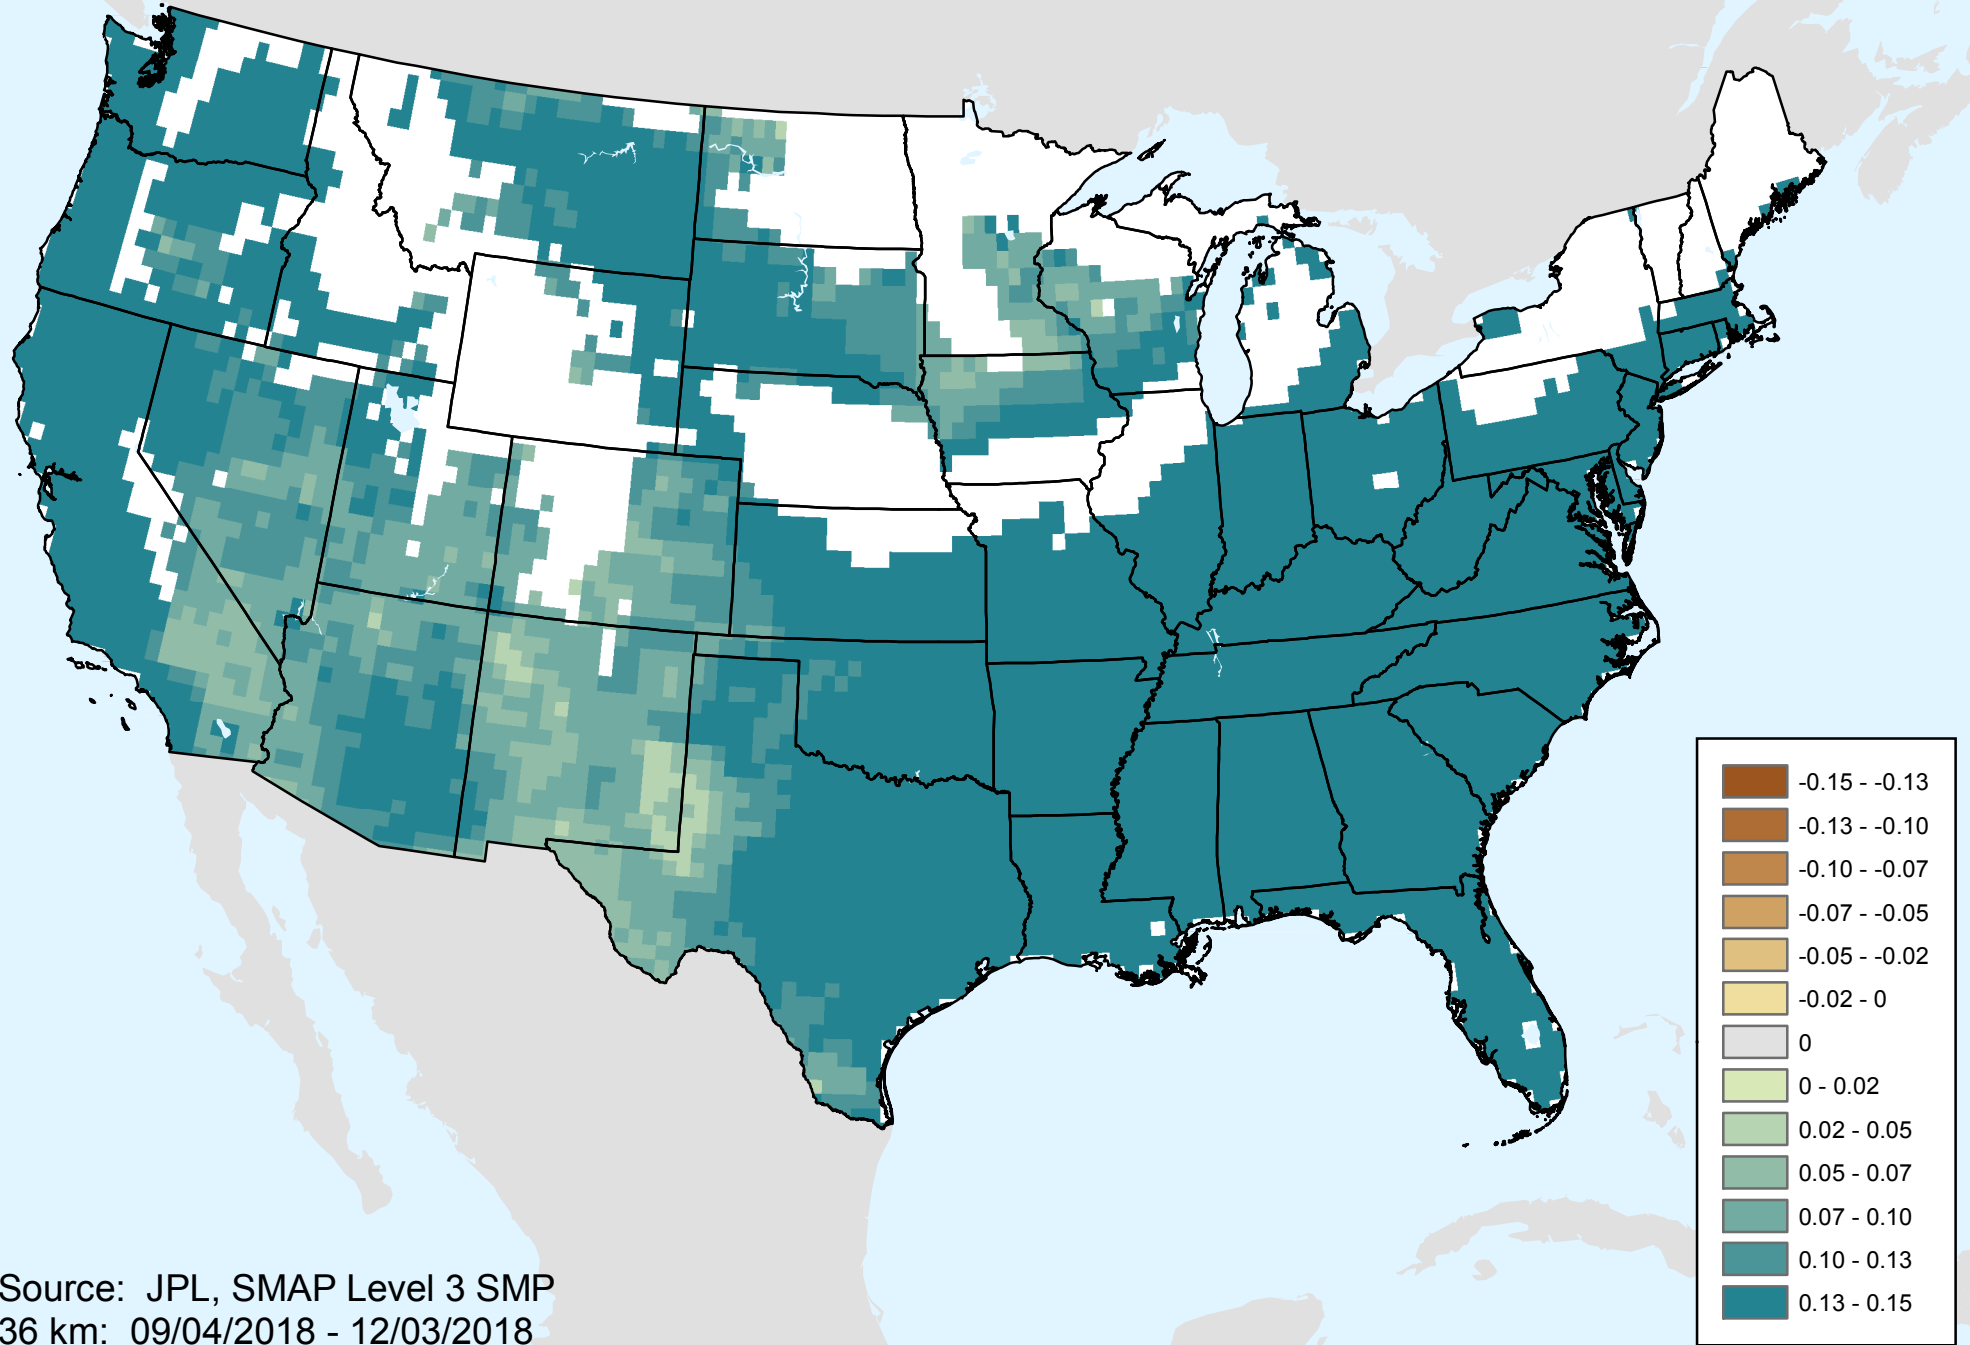 -0.15 - -0.13
-0.13 - -0.10
-0.10 - -0.07
-0.07 - -0.05
-0.05 - -0.02
-0.02 - 0
0
0 - 0.02
0.02 - 0.05
0.05 - 0.07
0.07 - 0.10
0.10 - 0.13
0.13 - 0.15
Source: JPL, SMAP Level 3 SMP
36 km: 09/04/2018 - 12/03/2018